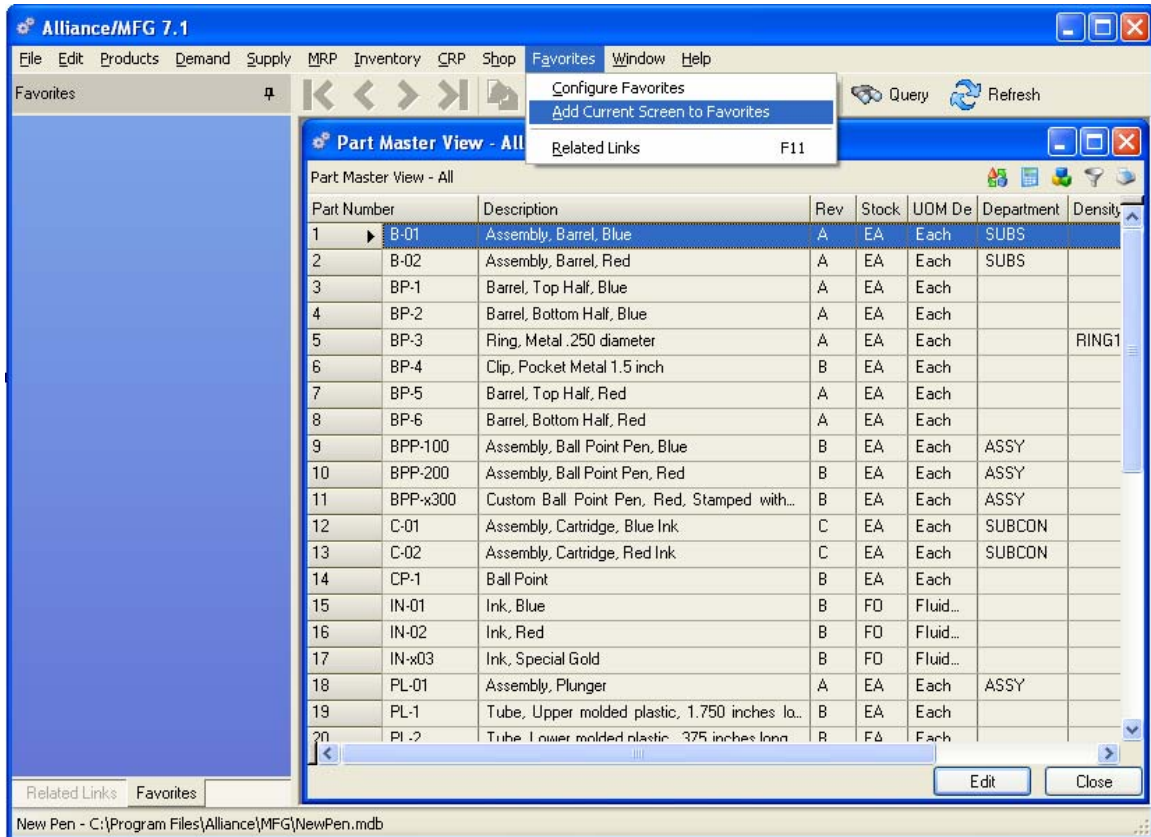 Alliance/MFG 7.1
File Edit Products Demand Supply MRP Inventory CRP Shop Favorites Window Help
Favorites
Configure Favorites
Add Current Screen to Favorites
Related Links F11
Query Refresh
Part Master View - All
Part Master View - All
Part Number Description Rev Stock UOM De Department Density
1 B-01 Assembly, Barrel, Blue A EA Each SUBS
2 B-02 Assembly, Barrel, Red A EA Each SUBS
3 BP-1 Barrel, Top Half, Blue A EA Each
4 BP-2 Barrel, Bottom Half, Blue A EA Each
5 BP-3 Ring, Metal .250 diameter A EA Each RING1
6 BP-4 Clip, Pocket Metal 1.5 inch B EA Each
7 BP-5 Barrel, Top Half, Red A EA Each
8 BP-6 Barrel, Bottom Half, Red A EA Each
9 BPP-100 Assembly, Ball Point Pen, Blue B EA Each ASSY
10 BPP-200 Assembly, Ball Point Pen, Red B EA Each ASSY
11 BPP-x300 Custom Ball Point Pen, Red, Stamped with... B EA Each ASSY
12 C-01 Assembly, Cartridge, Blue Ink C EA Each SUBCON
13 C-02 Assembly, Cartridge, Red Ink C EA Each SUBCON
14 CP-1 Ball Point B EA Each
15 IN-01 Ink, Blue B FO Fluid...
16 IN-02 Ink, Red B FO Fluid...
17 IN-x03 Ink, Special Gold B FO Fluid...
18 PL-01 Assembly, Plunger A EA Each ASSY
19 PL-1 Tube, Upper molded plastic, 1.750 inches lo... B EA Each
20 PL-2 Tube, Lower molded plastic, .375 inches long B EA Each
Edit Close
Related Links Favorites
New Pen - C:\Program Files\Alliance\MFG\NewPen.mdb